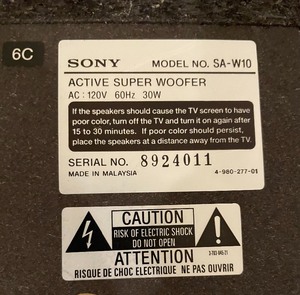 6C
SONY MODEL NO. SA-W10
ACTIVE SUPER WOOFER
AC : 120V 60Hz 30W
If the speakers should cause the TV screen to have
poor color, turn off the TV and turn it on again after
15 to 30 minutes. If poor color should persist,
place the speakers at a distance away from the TV.
SERIAL NO. 8924011
MADE IN MALAYSIA 4-980-277-01
CAUTION
RISK OF ELECTRIC SHOCK
DO NOT OPEN
ATTENTION
RISQUE DE CHOC ELECTRIQUE NE PAS OUVRIR